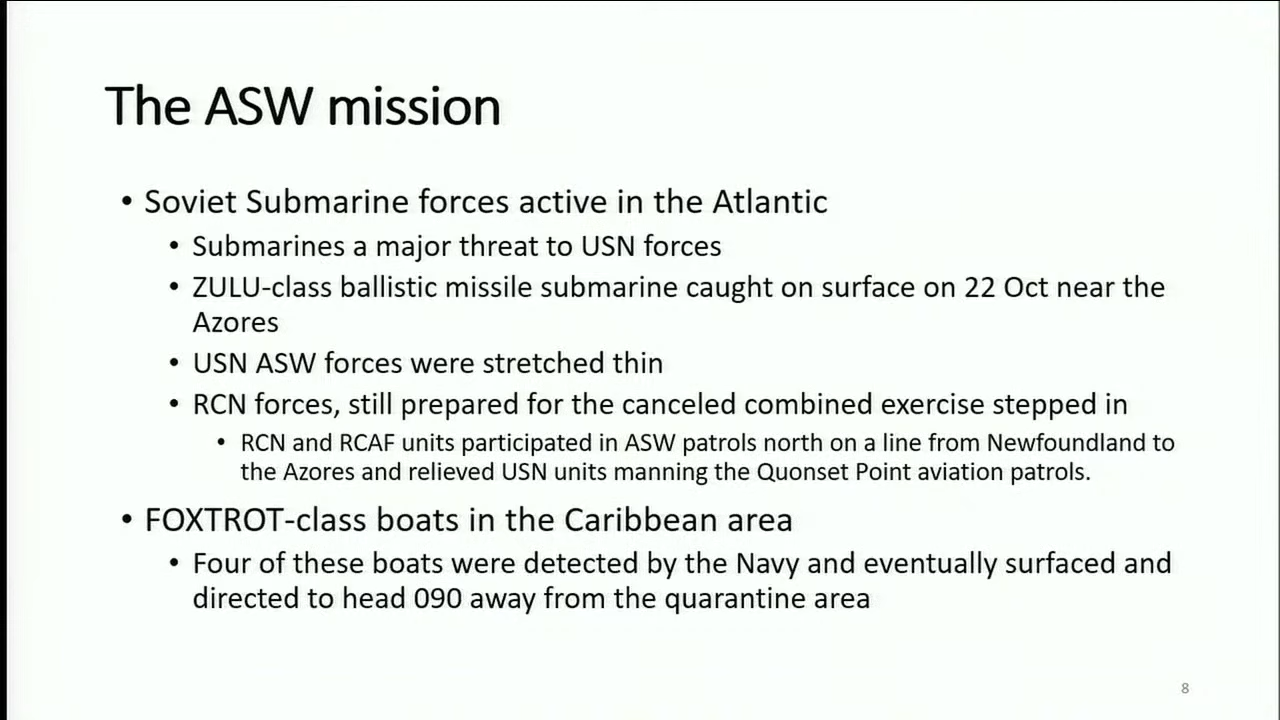 The ASW mission
• Soviet Submarine forces active in the Atlantic
• Submarines a major threat to USN forces
• ZULU-class ballistic missile submarine caught on surface on 22 Oct near the
Azores
• USN ASW forces were stretched thin
• RCN forces, still prepared for the canceled combined exercise stepped in
• RCN and RCAF units participated in ASW patrols north on a line from Newfoundland to
the Azores and relieved USN units manning the Quonset Point aviation patrols.
• FOXTROT-class boats in the Caribbean area
• Four of these boats were detected by the Navy and eventually surfaced and
directed to head 090 away from the quarantine area
8